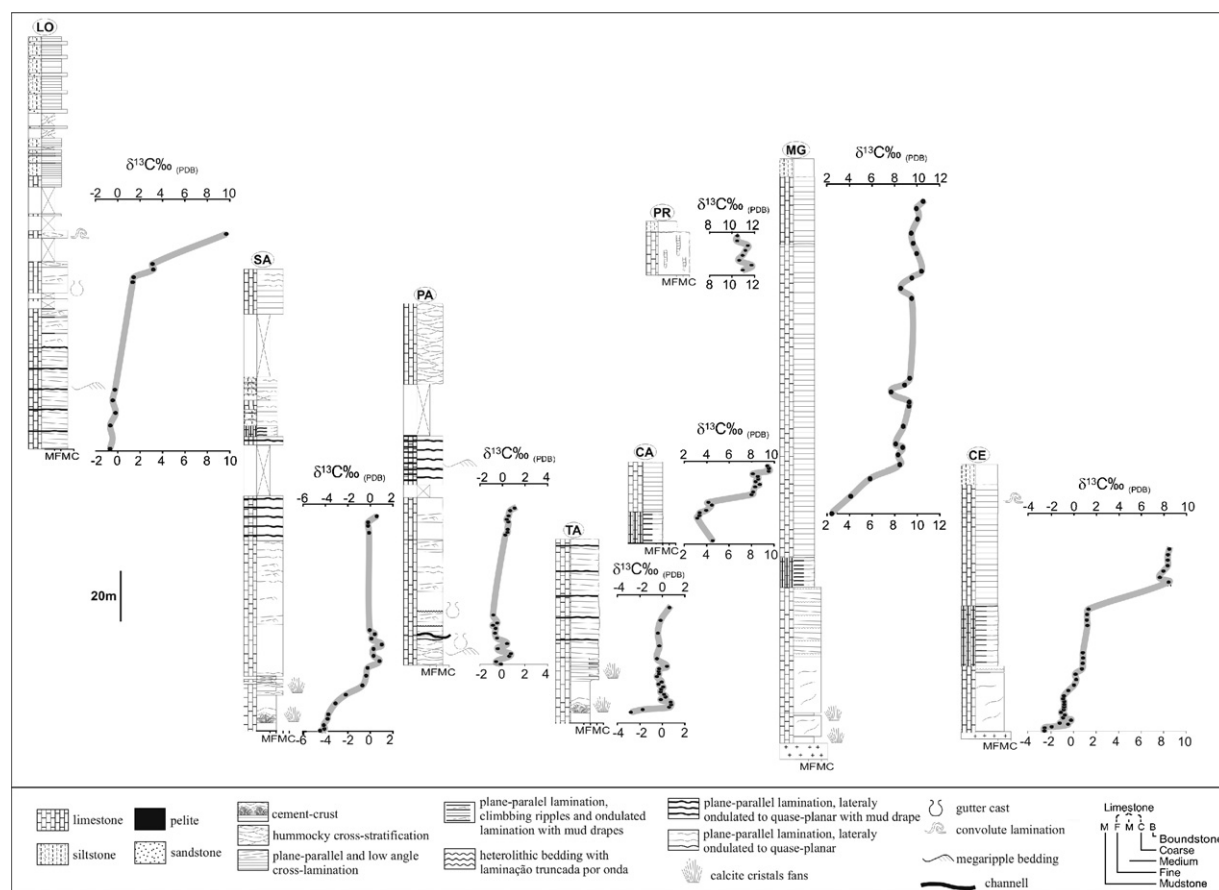 LO
δ¹³C‰ (PDB)
-2 0 2 4 6 8 10
-2 0 2 4 6 8 10
MFMC
SA
δ¹³C‰ (PDB)
-6 -4 -2 0 2
-6 -4 -2 0 2
MFMC
20m
PA
δ¹³C‰ (PDB)
-2 0 2 4
-2 0 2 4
MFMC
TA
δ¹³C‰ (PDB)
-4 -2 0 2
-4 -2 0 2
MFMC
PR
δ¹³C‰ (PDB)
8 10 12
8 10 12
MFMC
CA
δ¹³C‰ (PDB)
2 4 6 8 10
2 4 6 8 10
MFMC
MG
δ¹³C‰ (PDB)
2 4 6 8 10 12
2 4 6 8 10 12
MFMC
CE
δ¹³C‰ (PDB)
-4 -2 0 2 4 6 8 10
-4 -2 0 2 4 6 8 10
MFMC
limestone
siltstone
pelite
sandstone
cement-crust
hummocky cross-stratification
plane-parallel and low angle
cross-lamination
plane-paralel lamination,
climbbing ripples and ondulated
lamination with mud drapes
heterolithic bedding with
laminação truncada por onda
plane-parallel lamination, lateraly
ondulated to quase-planar with mud drape
plane-parallel lamination, lateraly
ondulated to quase-planar
calcite cristals fans
gutter cast
convolute lamination
megaripple bedding
channell
Limestone
M F M C B
Boundstone
Coarse
Medium
Fine
Mudstone